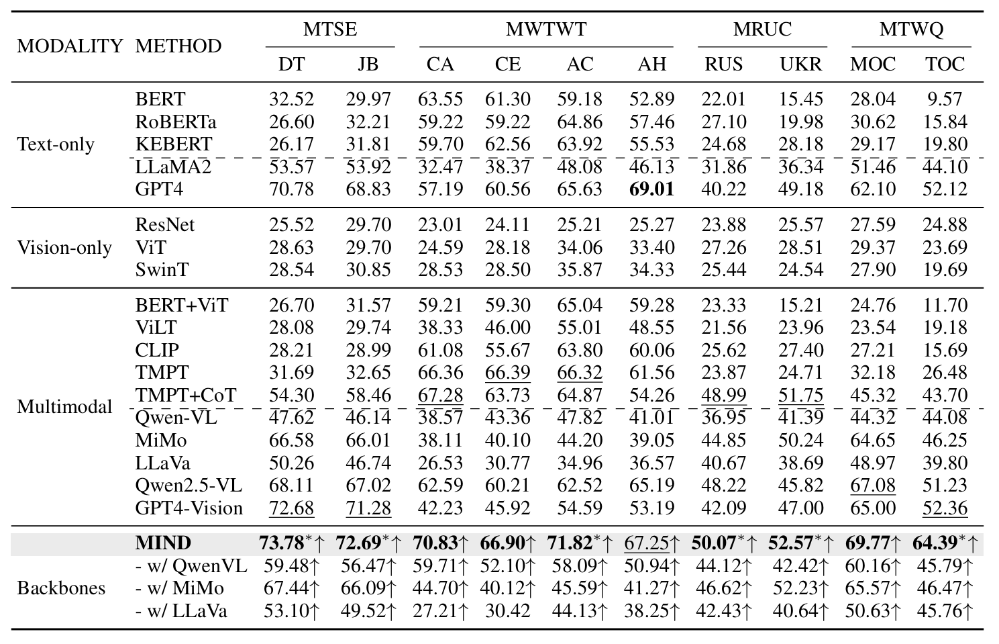 MODALITY METHOD MTSE MWTWT MRUC MTWQ
DT JB CA CE AC AH RUS UKR MOC TOC
BERT 32.52 29.97 63.55 61.30 59.18 52.89 22.01 15.45 28.04 9.57
RoBERTa 26.60 32.21 59.22 59.22 64.86 57.46 27.10 19.98 30.62 15.84
Text-only KEBERT 26.17 31.81 59.70 62.56 63.92 55.53 24.68 28.18 29.17 19.80
LLaMA2 53.57 53.92 32.47 38.37 48.08 46.13 31.86 36.34 51.46 44.10
GPT4 70.78 68.83 57.19 60.56 65.63 69.01 40.22 49.18 62.10 52.12
ResNet 25.52 29.70 23.01 24.11 25.21 25.27 23.88 25.57 27.59 24.88
Vision-only ViT 28.63 29.70 24.59 28.18 34.06 33.40 27.26 28.51 29.37 23.69
SwinT 28.54 30.85 28.53 28.50 35.87 34.33 25.44 24.54 27.90 19.69
BERT+ViT 26.70 31.57 59.21 59.30 65.04 59.28 23.33 15.21 24.76 11.70
ViLT 28.08 29.74 38.33 46.00 55.01 48.55 21.56 23.96 23.54 19.18
CLIP 28.21 28.99 61.08 55.67 63.80 60.06 25.62 27.40 27.21 15.69
TMPT 31.69 32.65 66.36 66.39 66.32 61.56 23.87 24.71 32.18 26.48
Multimodal TMPT+CoT 54.30 58.46 67.28 63.73 64.87 54.26 48.99 51.75 45.32 43.70
Qwen-VL 47.62 46.14 38.57 43.36 47.82 41.01 36.95 41.39 44.32 44.08
MiMo 66.58 66.01 38.11 40.10 44.20 39.05 44.85 50.24 64.65 46.25
LLaVa 50.26 46.74 26.53 30.77 34.96 36.57 40.67 38.69 48.97 39.80
Qwen2.5-VL 68.11 67.02 62.59 60.21 62.52 65.19 48.22 45.82 67.08 51.23
GPT4-Vision 72.68 71.28 42.23 45.92 54.59 53.19 42.09 47.00 65.00 52.36
MIND 73.78*↑ 72.69*↑ 70.83↑ 66.90↑ 71.82*↑ 67.25↑ 50.07*↑ 52.57*↑ 69.77↑ 64.39*↑
- w/ QwenVL 59.48↑ 56.47↑ 59.71↑ 52.10↑ 58.09↑ 50.94↑ 44.12↑ 42.42↑ 60.16↑ 45.79↑
Backbones - w/ MiMo 67.44↑ 66.09↑ 44.70↑ 40.12↑ 45.59↑ 41.27↑ 46.62↑ 52.23↑ 65.57↑ 46.47↑
- w/ LLaVa 53.10↑ 49.52↑ 27.21↑ 30.42 44.13↑ 38.25↑ 42.43↑ 40.64↑ 50.63↑ 45.76↑